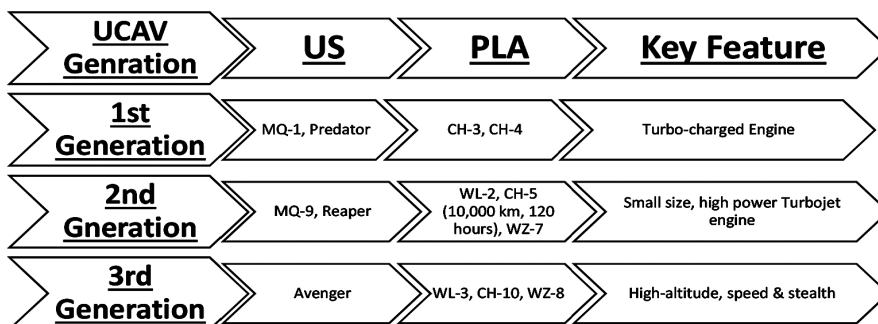 UCAV
Genration
US
PLA
Key Feature
1st
Generation
MQ-1, Predator
CH-3, CH-4
Turbo-charged Engine
2nd
Gneration
MQ-9, Reaper
WL-2, CH-5
(10,000 km, 120
hours), WZ-7
Small size, high power Turbojet
engine
3rd
Generation
Avenger
WL-3, CH-10, WZ-8
High-altitude, speed & stealth